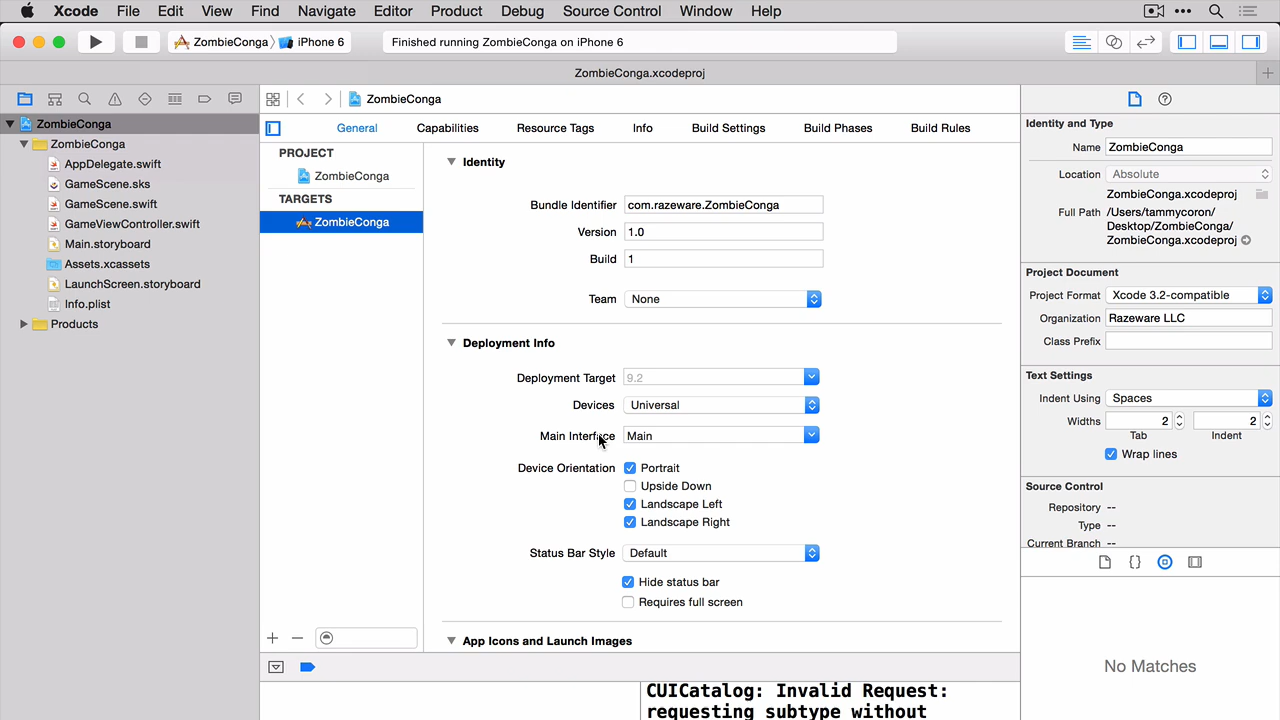 Xcode File Edit View Find Navigate Editor Product Debug Source Control Window Help
ZombieConga iPhone 6
Finished running ZombieConga on iPhone 6
ZombieConga.xcodeproj
ZombieConga
ZombieConga
AppDelegate.swift
GameScene.sks
GameScene.swift
GameViewController.swift
Main.storyboard
Assets.xcassets
LaunchScreen.storyboard
Info.plist
Products
ZombieConga
General Capabilities Resource Tags Info Build Settings Build Phases Build Rules
PROJECT
ZombieConga
TARGETS
ZombieConga
Identity
Bundle Identifier com.razeware.ZombieConga
Version 1.0
Build 1
Team None
Deployment Info
Deployment Target 9.2
Devices Universal
Main Interface Main
Device Orientation Portrait
Upside Down
Landscape Left
Landscape Right
Status Bar Style Default
Hide status bar
Requires full screen
App Icons and Launch Images
CUICatalog: Invalid Request:
requesting subtype without
Identity and Type
Name ZombieConga
Location Absolute
ZombieConga.xcodeproj
Full Path /Users/tammycoron/
Desktop/ZombieConga/
ZombieConga.xcodeproj
Project Document
Project Format Xcode 3.2-compatible
Organization Razeware LLC
Class Prefix
Text Settings
Indent Using Spaces
Widths 2 2
Tab Indent
Wrap lines
Source Control
Repository --
Type --
Current Branch --
No Matches